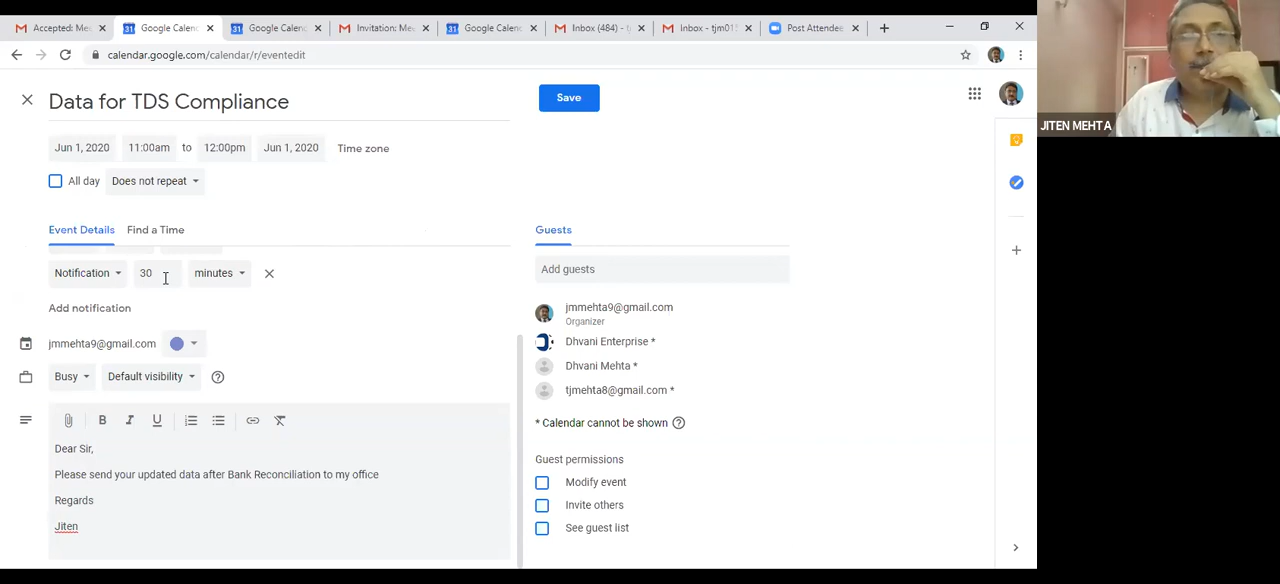 Accepted: Me
Google Calen
Google Calen
Invitation: Me
Google Calen
Inbox (484) - t
Inbox - tjm01
Post Attendee
calendar.google.com/calendar/r/eventedit
Data for TDS Compliance
Save
Jun 1, 2020 11:00am to 12:00pm Jun 1, 2020 Time zone
All day Does not repeat
Event Details Find a Time
Guests
Notification 30 minutes
Add guests
Add notification
jmmehta9@gmail.com
Organizer
jmmehta9@gmail.com
Dhvani Enterprise *
Dhvani Mehta *
Busy Default visibility
tjmehta8@gmail.com *
* Calendar cannot be shown
B I U
Dear Sir,
Please send your updated data after Bank Reconciliation to my office
Regards
Jiten
Guest permissions
Modify event
Invite others
See guest list
JITEN MEHTA